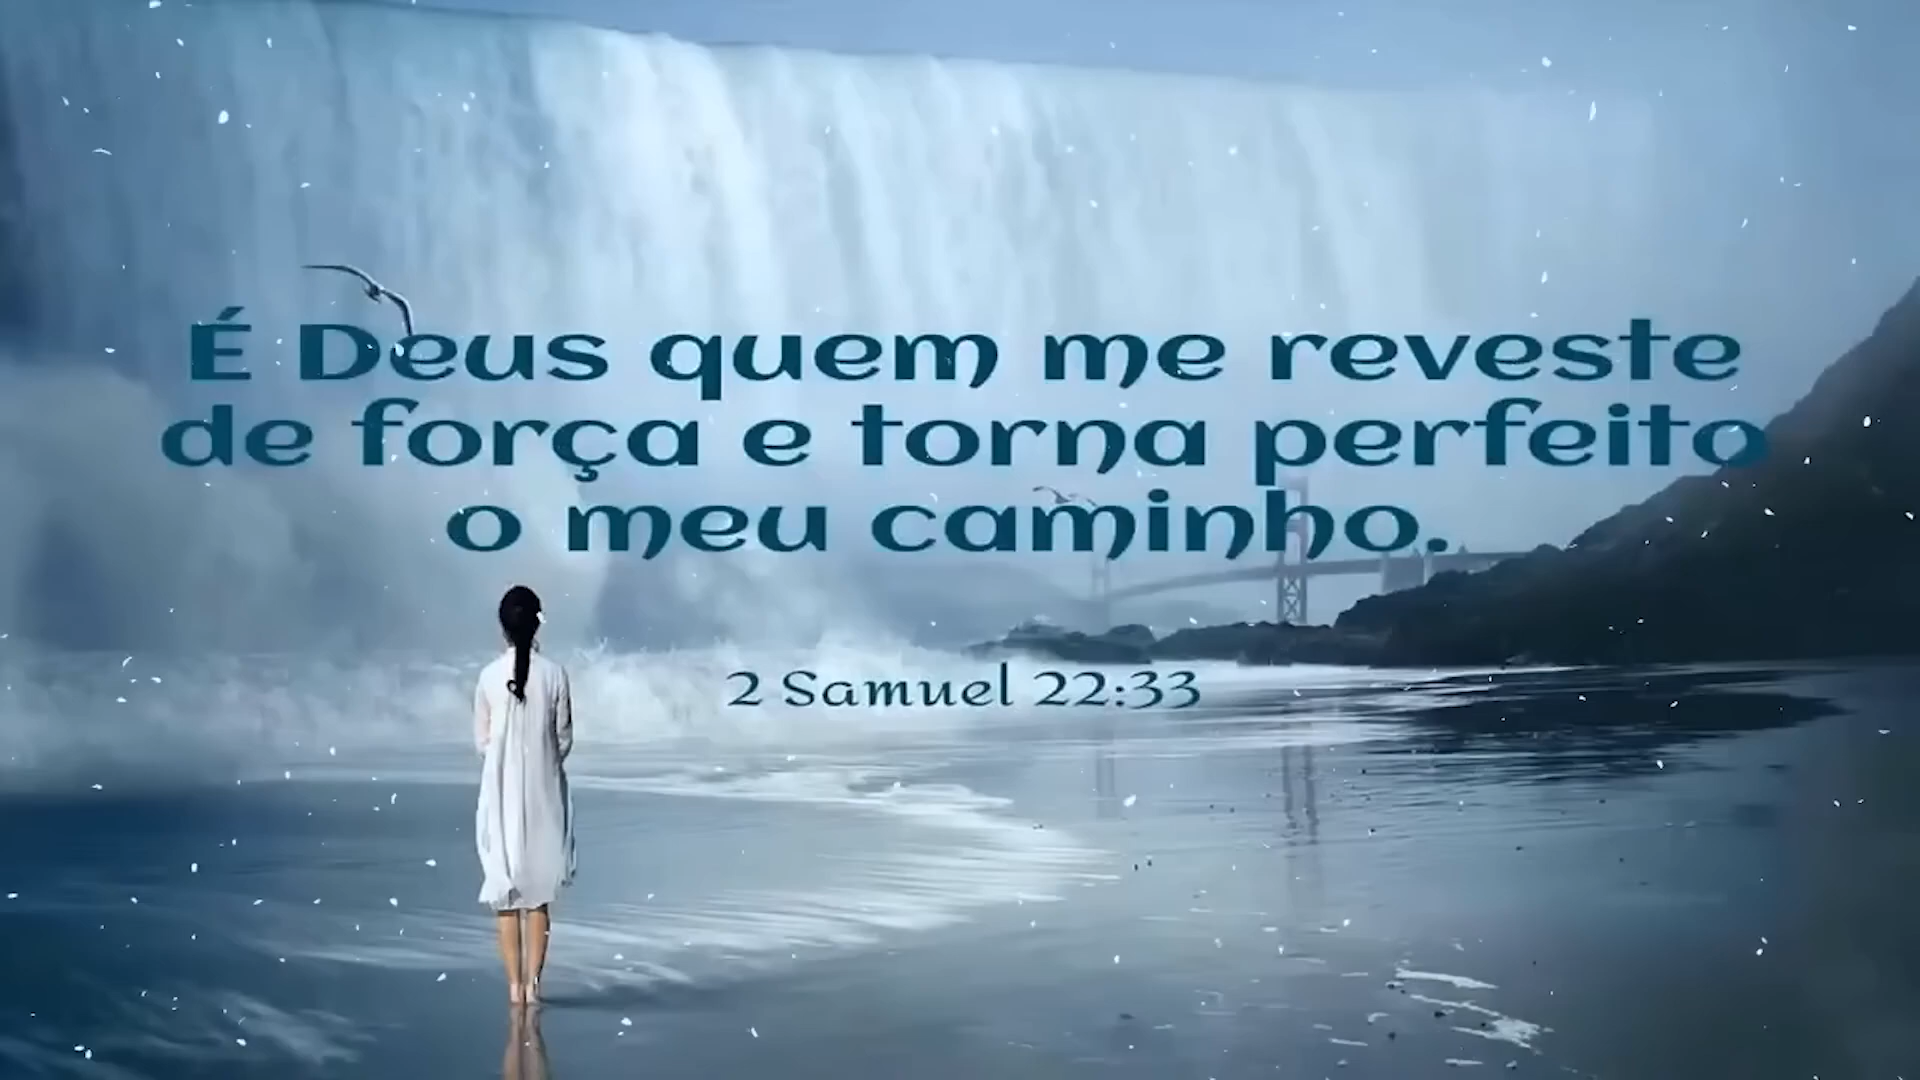 É Deus quem me reveste
de força e torna perfeito
o meu caminho.
2 Samuel 22:33